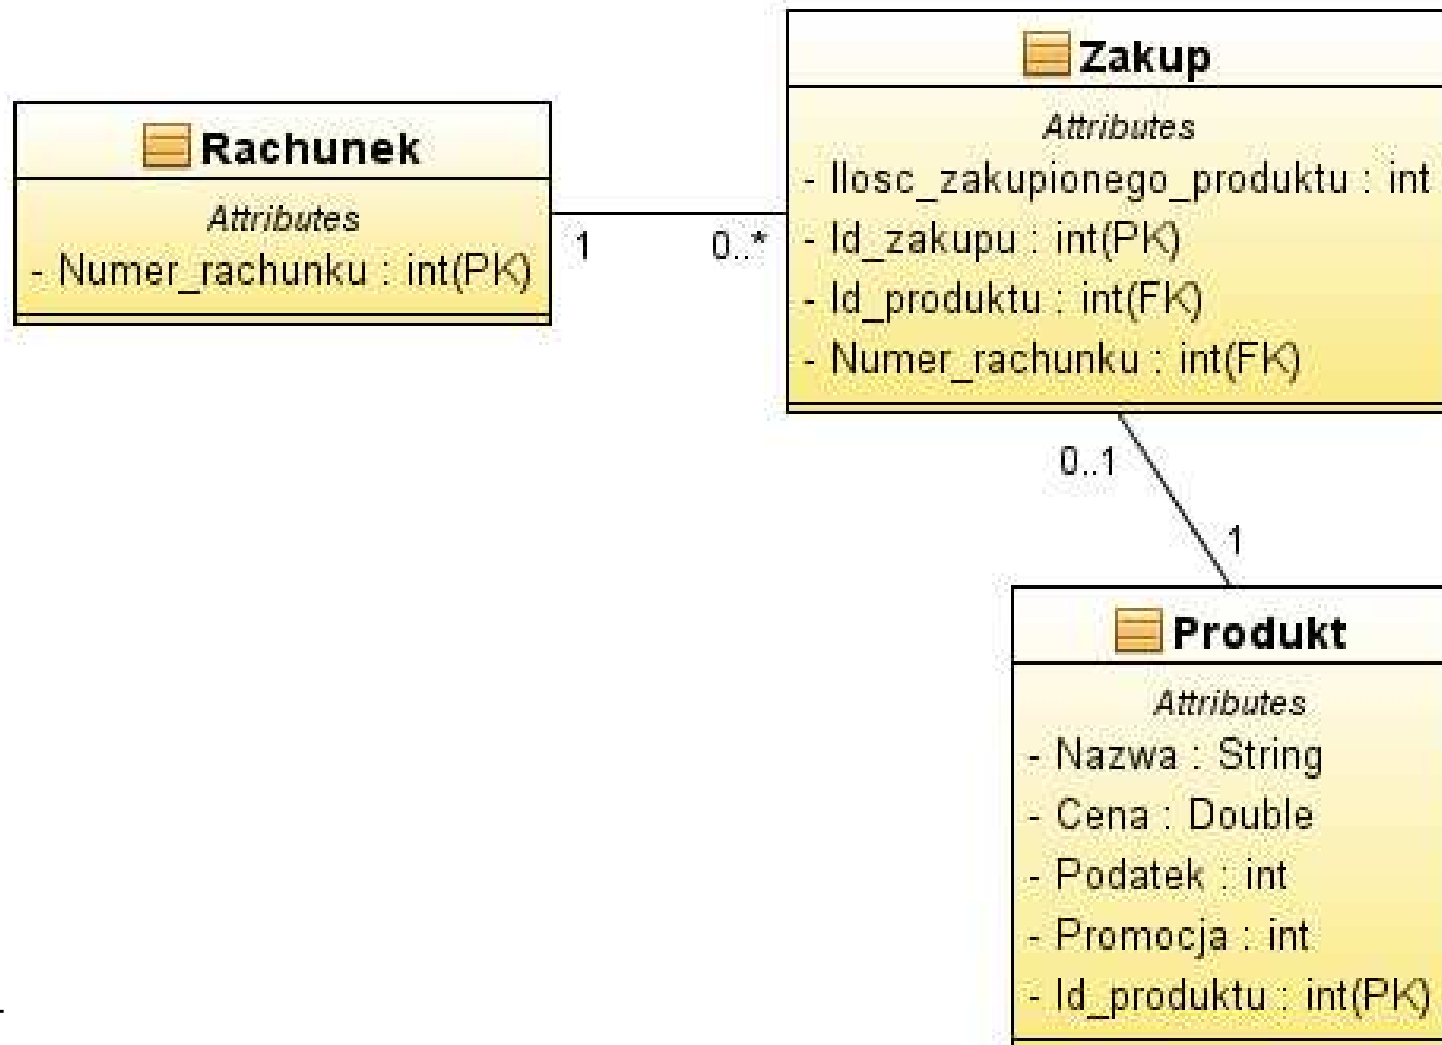 Rachunek
Attributes
- Numer_rachunku : int(PK)
1
0..*
Zakup
Attributes
- Ilosc_zakupionego_produktu : int
- Id_zakupu : int(PK)
- Id_produktu : int(FK)
- Numer_rachunku : int(FK)
0..1
1
Produkt
Attributes
- Nazwa : String
- Cena : Double
- Podatek : int
- Promocja : int
- Id_produktu : int(PK)